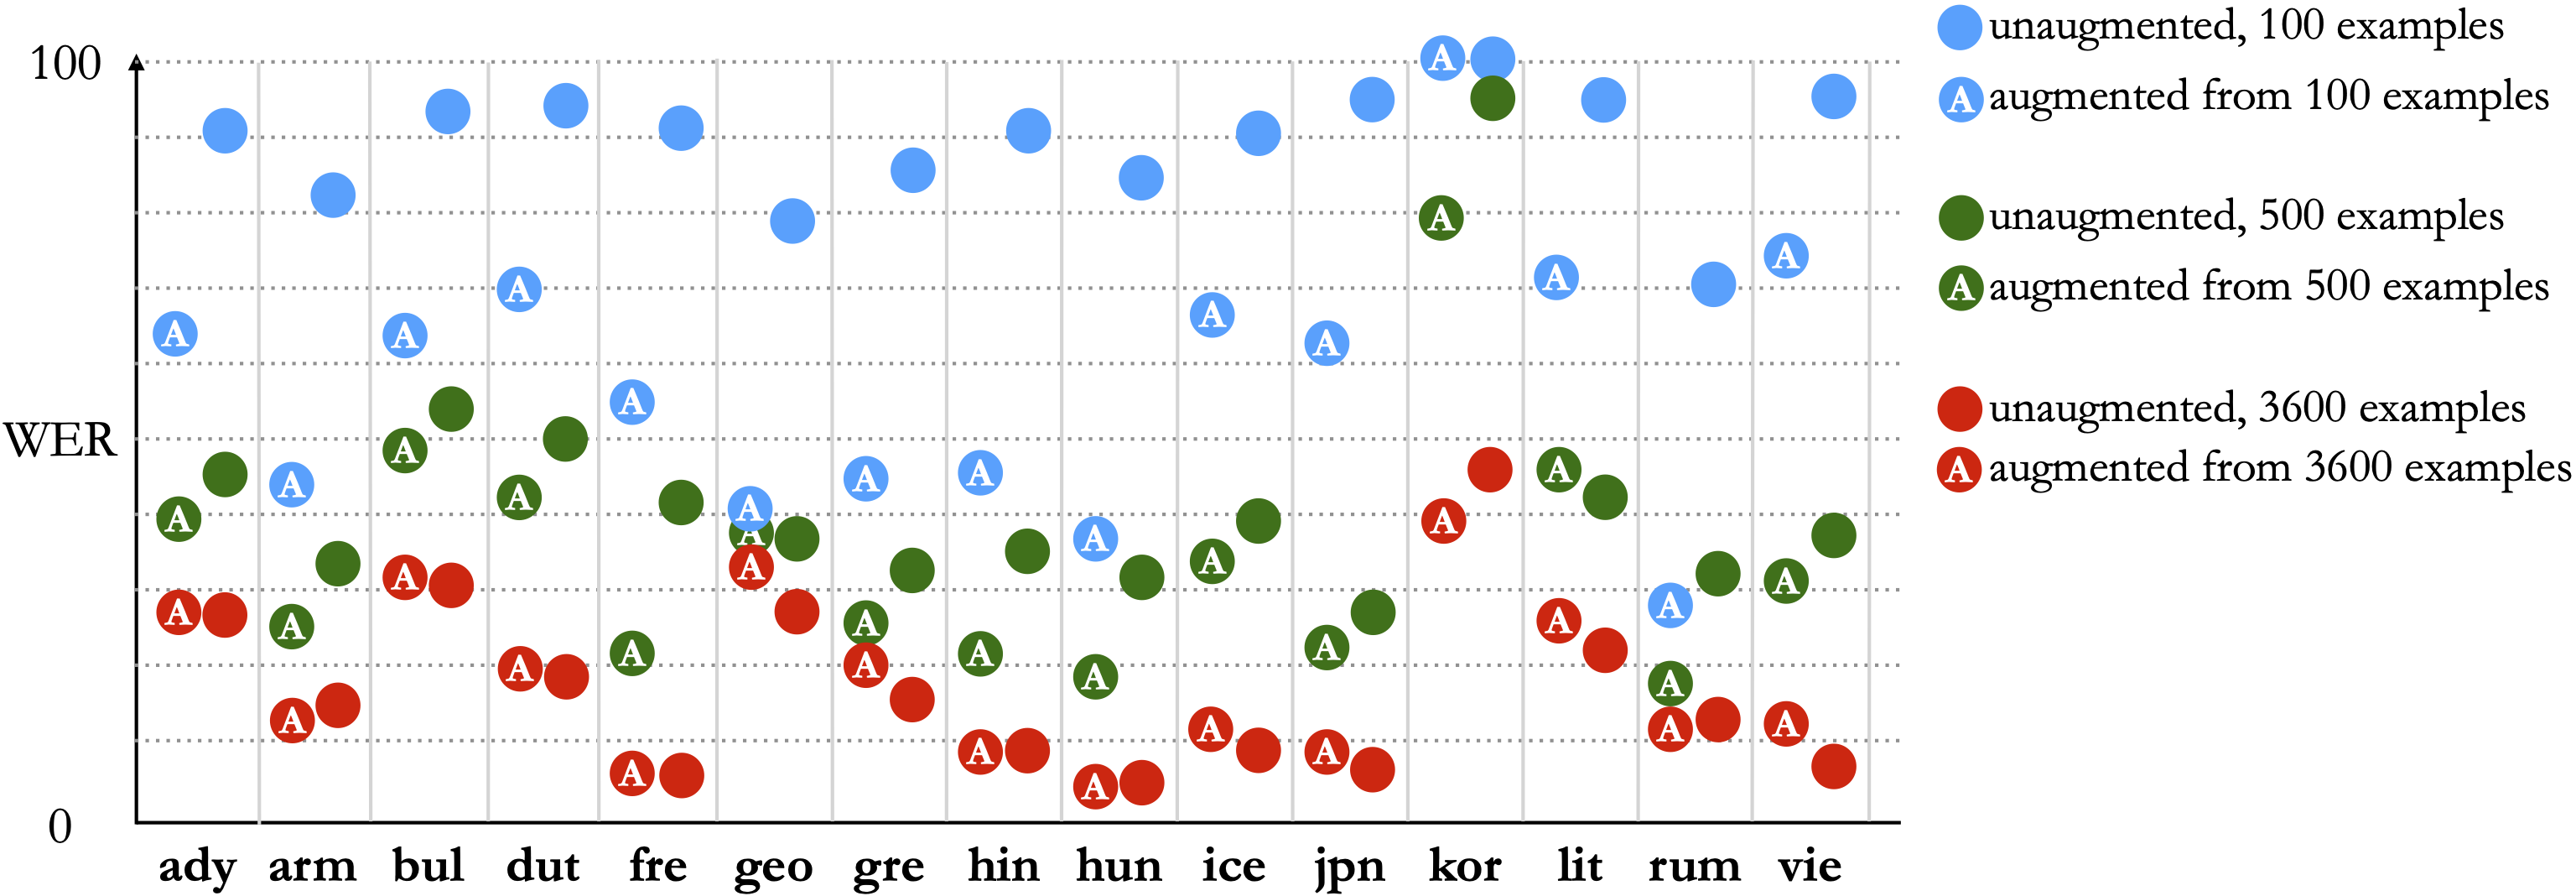 100
WER
0
ady arm bul dut fre geo gre hin hun ice jpn kor lit rum vie
unaugmented, 100 examples
A augmented from 100 examples
unaugmented, 500 examples
A augmented from 500 examples
unaugmented, 3600 examples
A augmented from 3600 examples